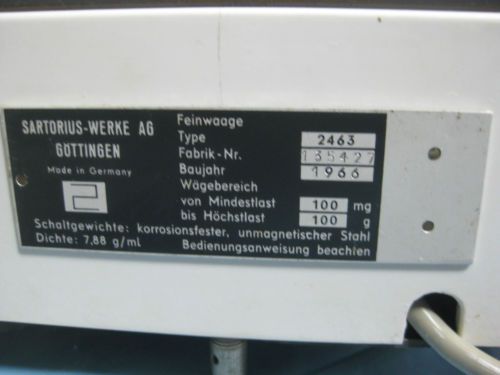 SARTORIUS-WERKE AG
GÖTTINGEN
Made in Germany
2
Feinwaage
Type 2463
Fabrik-Nr. 135427
Baujahr 1966
Wägebereich
von Mindestlast 100 mg
bis Höchstlast 100 g
Schaltgewichte: korrosionsfester, unmagnetischer Stahl
Dichte: 7,88 g/ml Bedienungsanweisung beachten